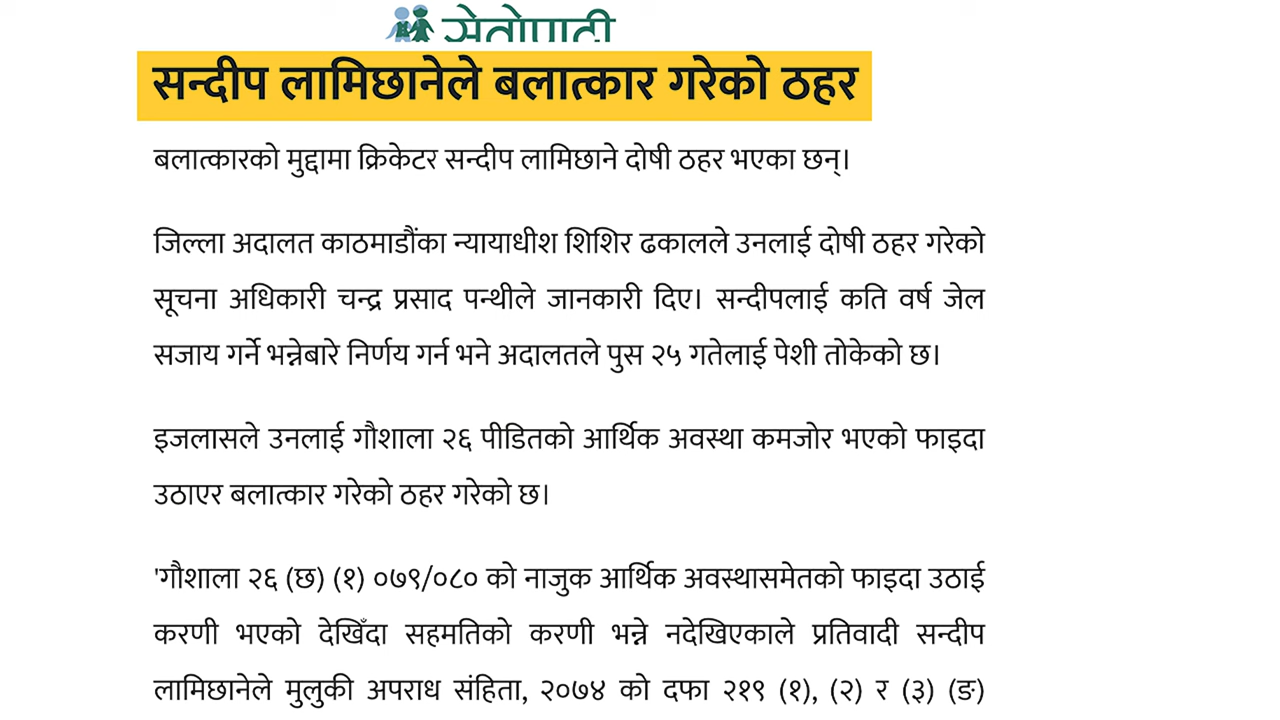 सेतोपाटी
सन्दीप लामिछानेले बलात्कार गरेको ठहर
बलात्कारको मुद्दामा क्रिकेटर सन्दीप लामिछाने दोषी ठहर भएका छन्।
जिल्ला अदालत काठमाडौंका न्यायाधीश शिशिर ढकालले उनलाई दोषी ठहर गरेको
सूचना अधिकारी चन्द्र प्रसाद पन्थीले जानकारी दिए। सन्दीपलाई कति वर्ष जेल
सजाय गर्ने भन्नेबारे निर्णय गर्न भने अदालतले पुस २५ गतेलाई पेशी तोकेको छ।
इजलासले उनलाई गौशाला २६ पीडितको आर्थिक अवस्था कमजोर भएको फाइदा
उठाएर बलात्कार गरेको ठहर गरेको छ।
'गौशाला २६ (छ) (१) ०७९/०८० को नाजुक आर्थिक अवस्थासमेतको फाइदा उठाई
करणी भएको देखिँदा सहमतिको करणी भन्ने नदेखिएकाले प्रतिवादी सन्दीप
लामिछानेले मुलुकी अपराध संहिता, २०७४ को दफा २१९ (१), (२) र (३) (ङ)